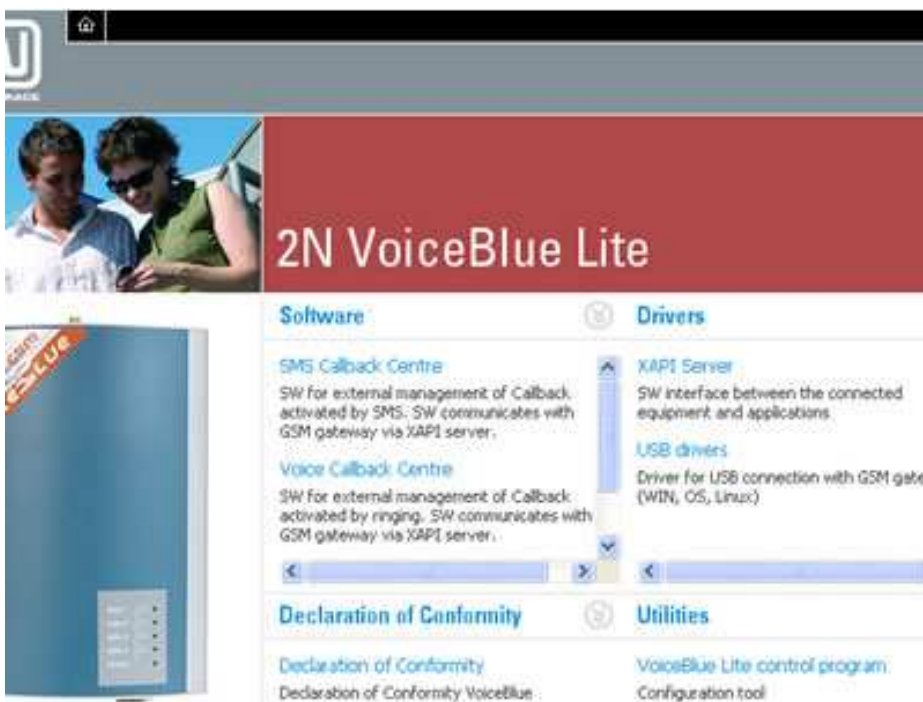 2N VoiceBlue Lite
Software
SMS Callback Centre
SW for external management of Callback
activated by SMS. SW communicates with
GSM gateway via XAPI server.
Voice Callback Centre
SW for external management of Callback
activated by ringing. SW communicates with
GSM gateway via XAPI server.
Drivers
XAPI Server
SW interface between the connected
equipment and applications
USB drivers
Driver for USB connection with GSM gate
(WIN, OS, Linux)
Declaration of Conformity
Declaration of Conformity
Declaration of Conformity VoiceBlue
Utilities
VoiceBlue Lite control program
Configuration tool